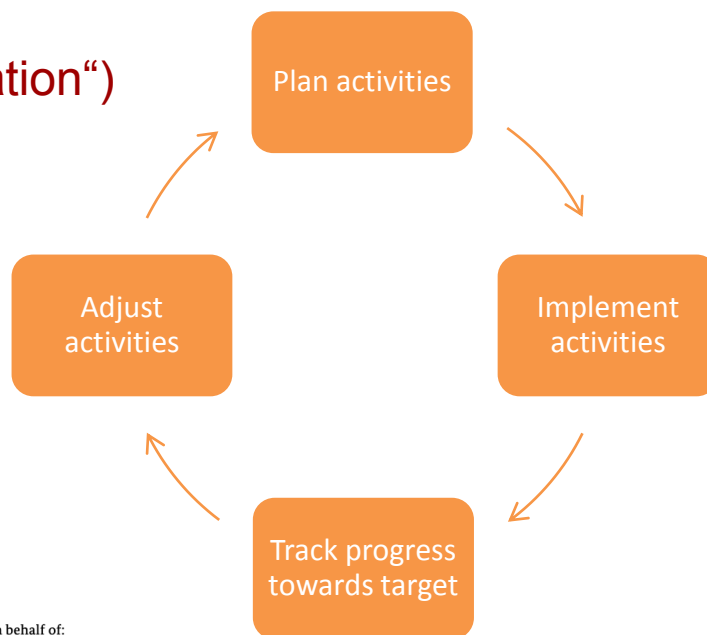 ation“)
Plan activities
Adjust
activities
Implement
activities
Track progress
towards target
behalf of: